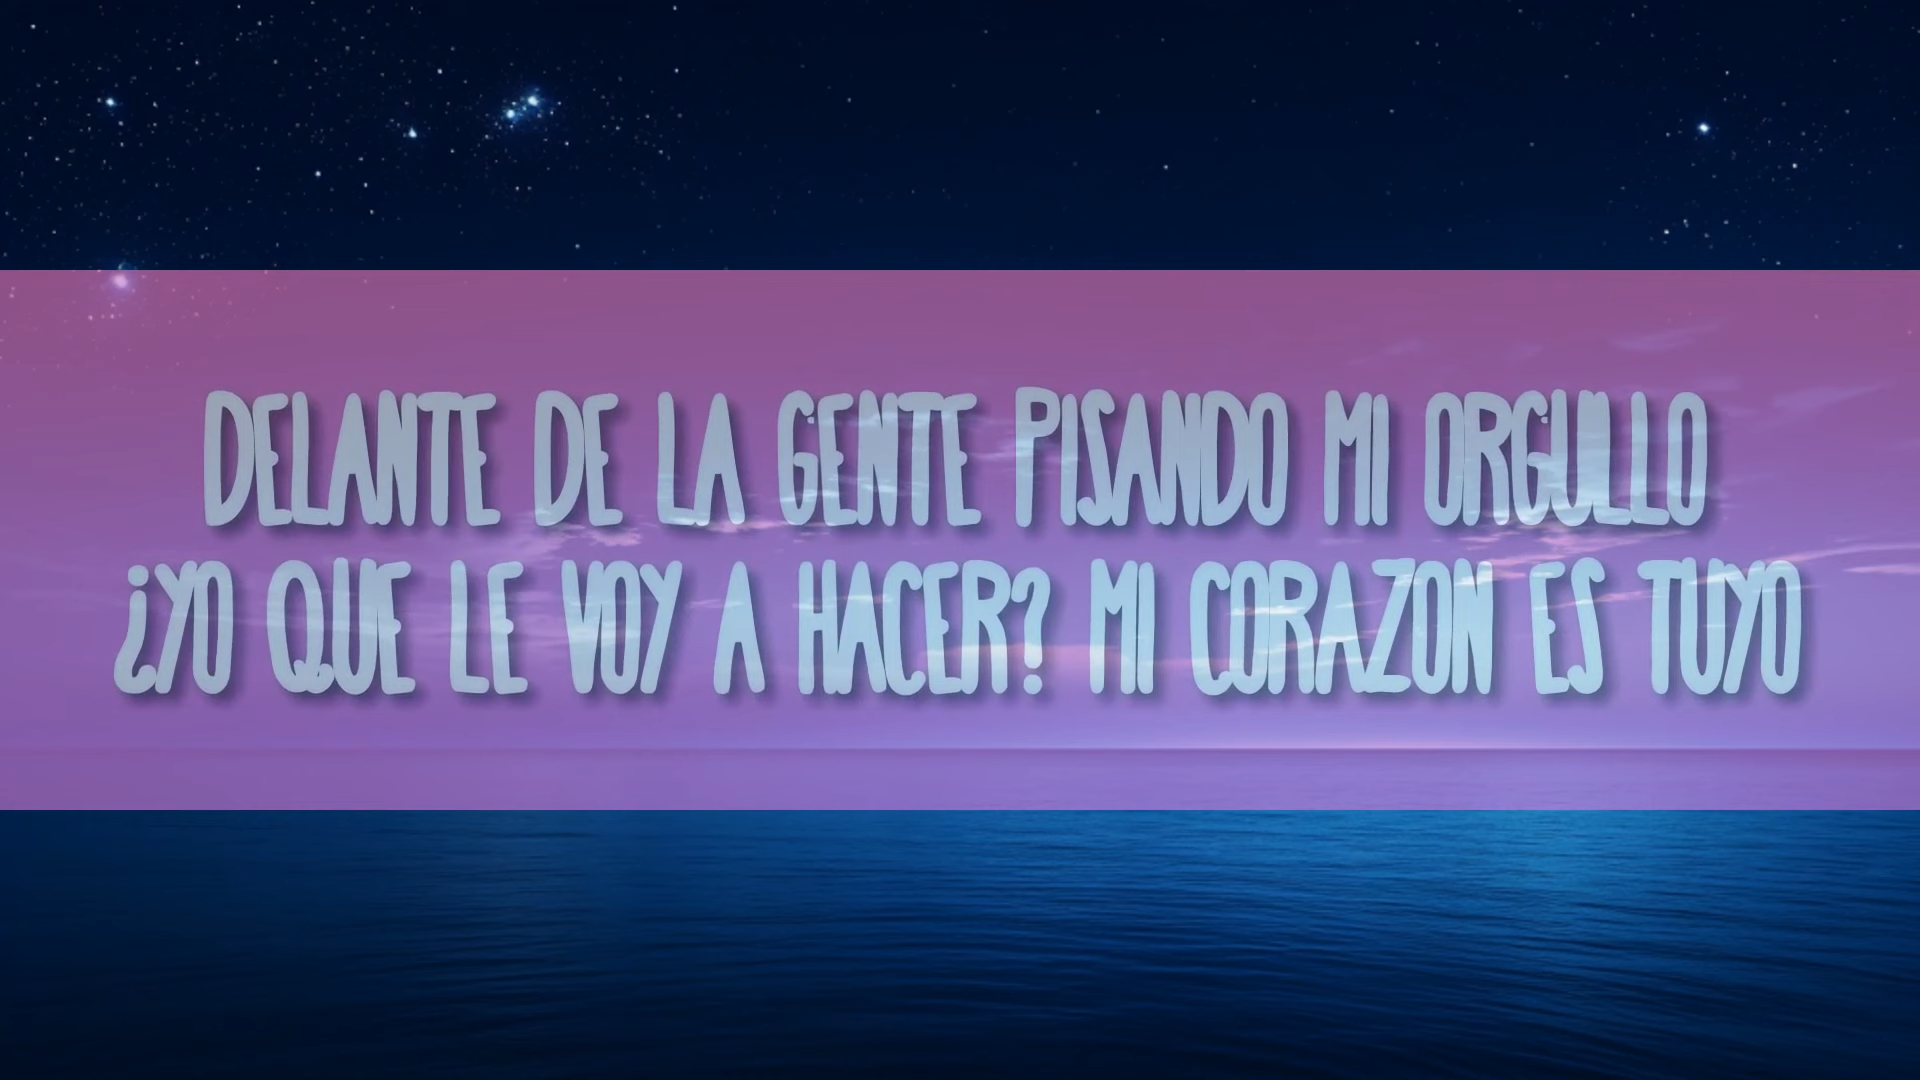 DELANTE DE LA GENTE PISANDO MI ORGULLO
¿YO QUE LE VOY A HACER? MI CORAZON ES TUYO